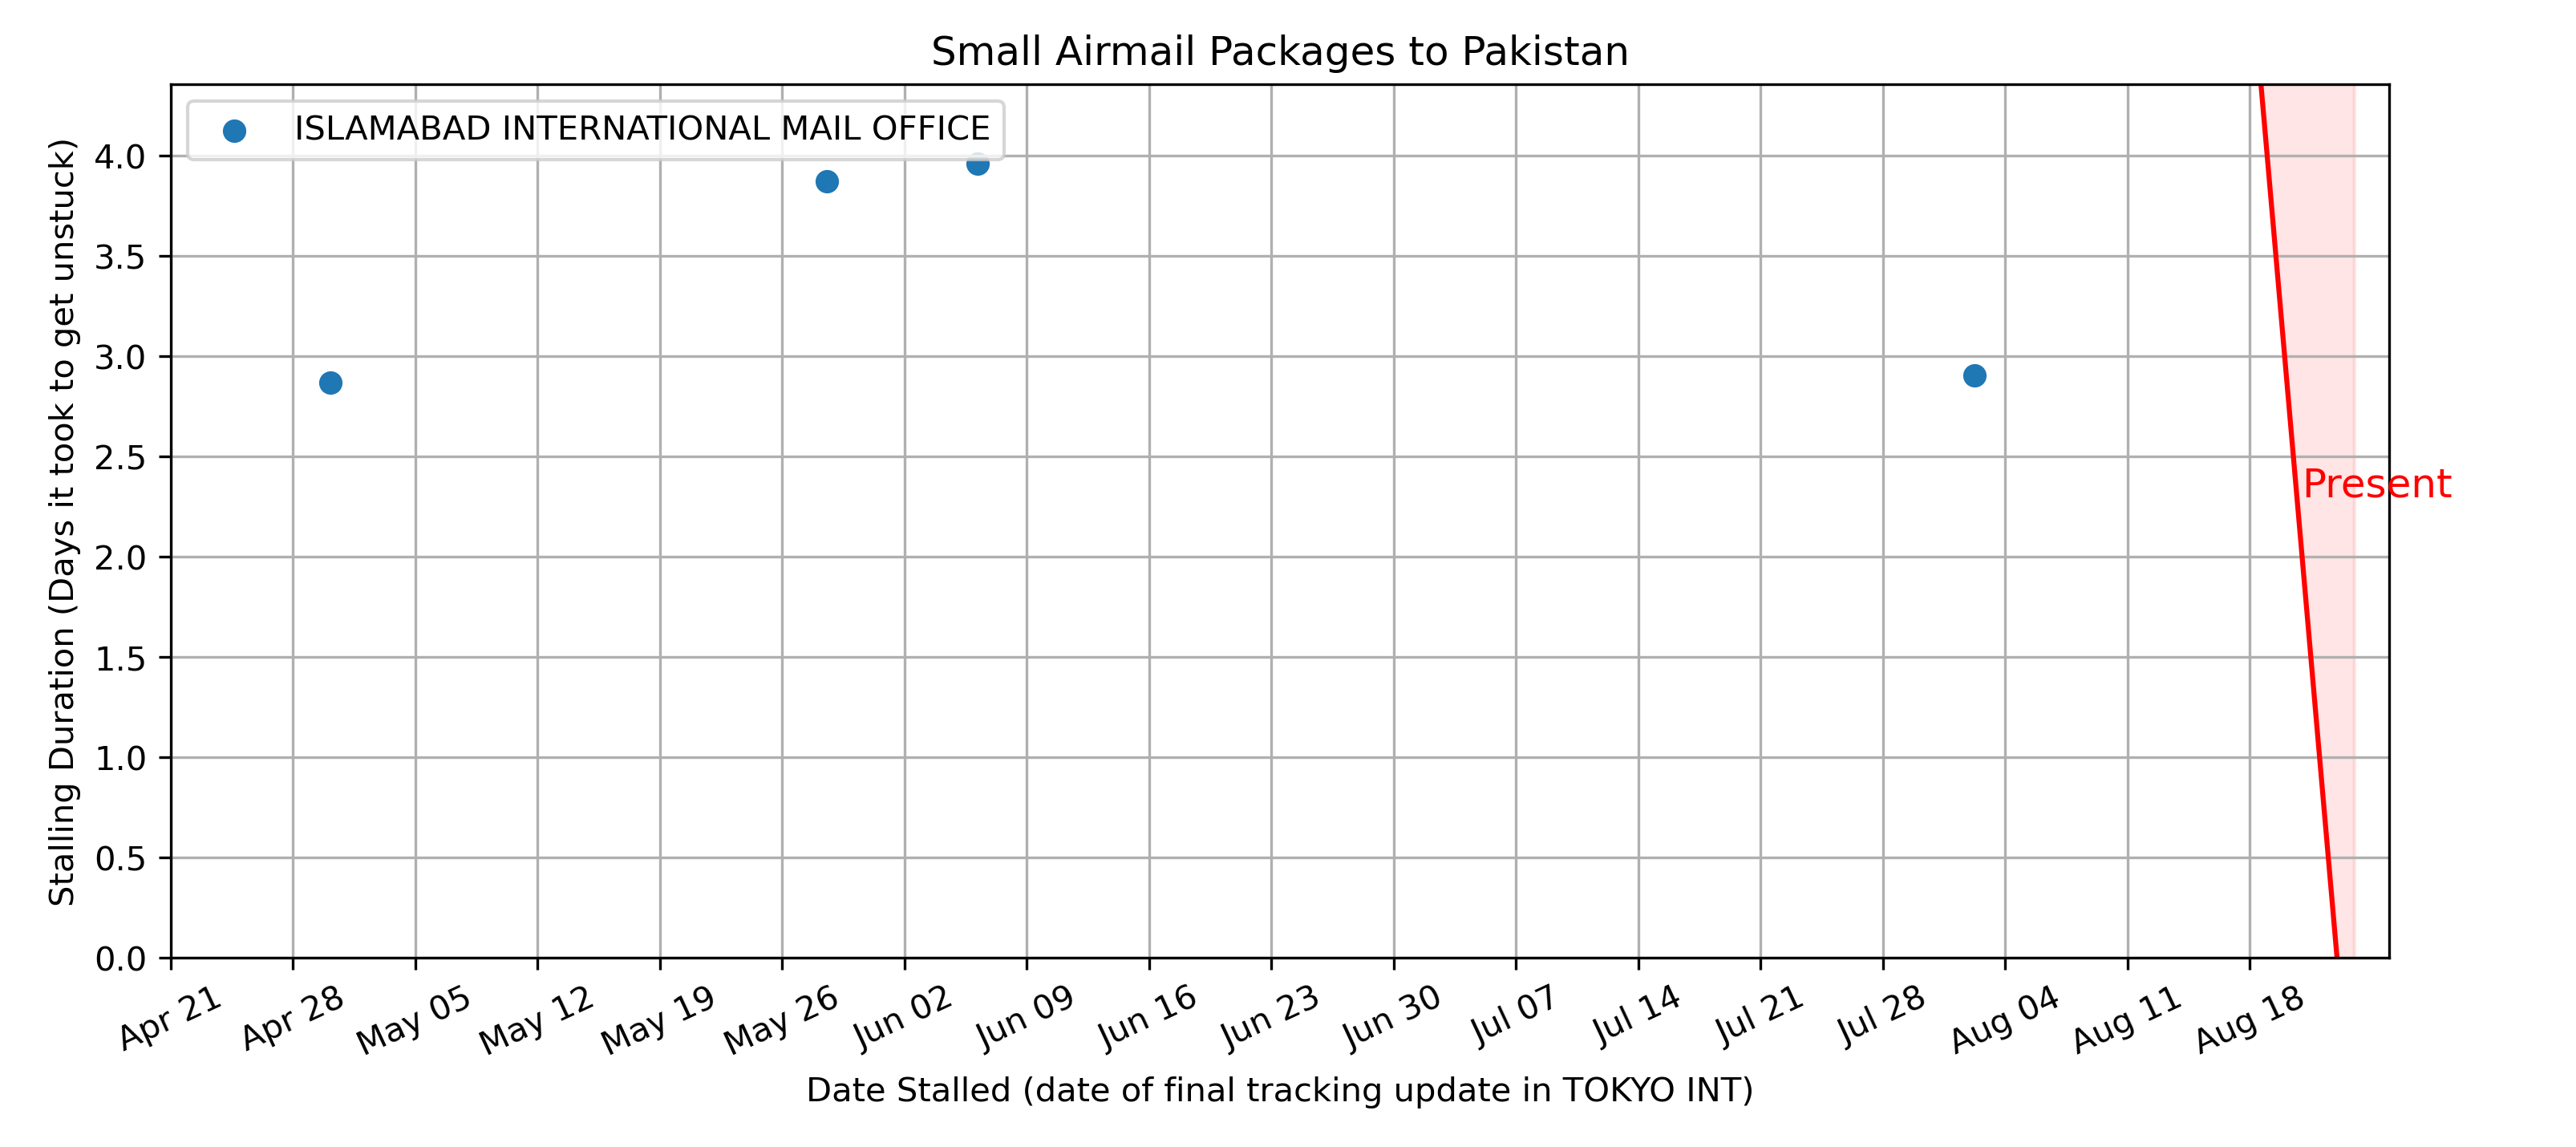 Small Airmail Packages to Pakistan
ISLAMABAD INTERNATIONAL MAIL OFFICE
Stalling Duration (Days it took to get unstuck)
4.0
3.5
3.0
2.5
2.0
1.5
1.0
0.5
0.0
Present
Apr 21
Apr 28
May 05
May 12
May 19
May 26
Jun 02
Jun 09
Jun 16
Jun 23
Jun 30
Jul 07
Jul 14
Jul 21
Jul 28
Aug 04
Aug 11
Aug 18
Date Stalled (date of final tracking update in TOKYO INT)